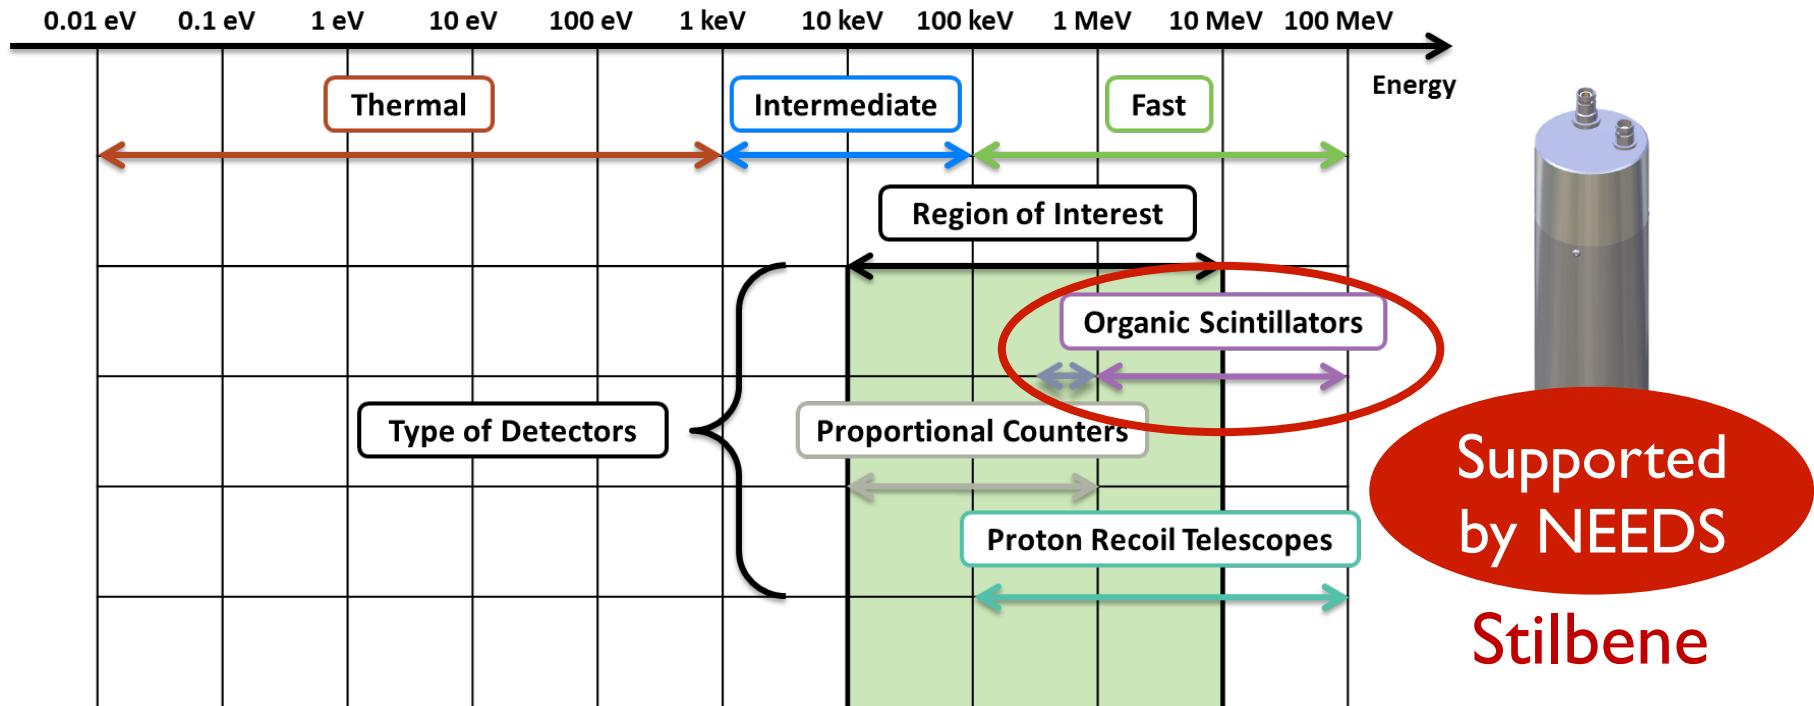 0.01 eV 0.1 eV 1 eV 10 eV 100 eV 1 keV 10 keV 100 keV 1 MeV 10 MeV 100 MeV
Energy
Thermal Intermediate Fast
Region of Interest
Organic Scintillators
Type of Detectors
Proportional Counters
Proton Recoil Telescopes
Supported
by NEEDS
Stilbene